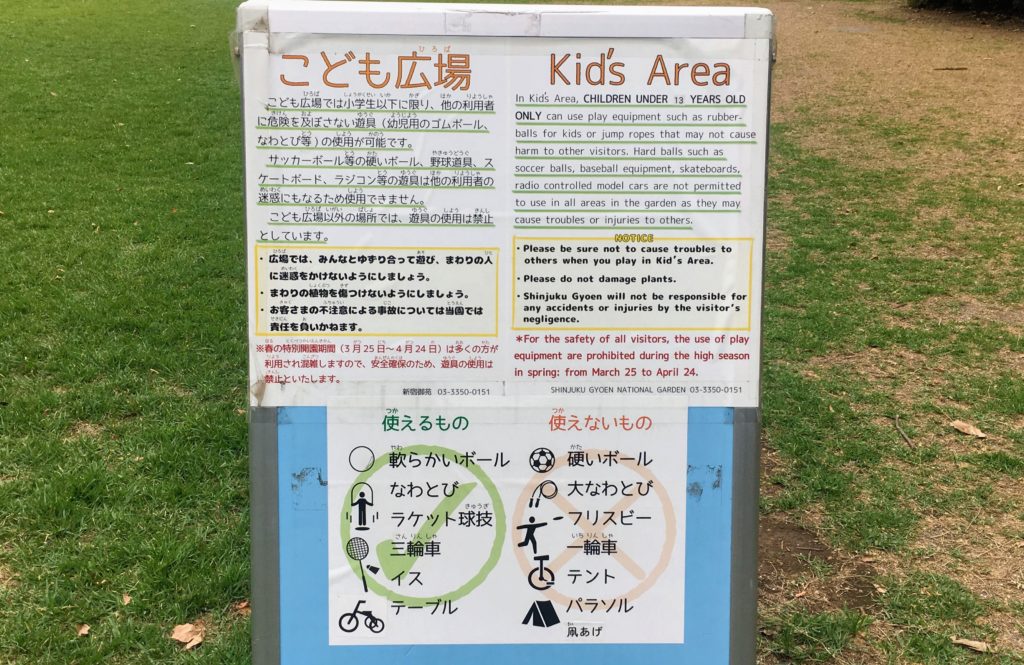 こども広場
こども広場では小学生以下に限り、他の利用者
に危険を及ぼさない遊具（幼児用のゴムボール、
なわとび等）の使用が可能です。
サッカーボール等の硬いボール、野球道具、ス
ケートボード、ラジコン等の遊具は他の利用者の
迷惑にもなるため使用できません。
こども広場以外の場所では、遊具の使用は禁止
としています。
・広場では、みんなとゆずり合って遊び、まわりの人
に迷惑をかけないようにしましょう。
・まわりの植物を傷つけないようにしましょう。
・お客さまの不注意による事故については当園では
責任を負いかねます。
※春の特別開園期間（3月25日～4月24日）は多くの方が
利用され混雑しますので、安全確保のため、遊具の使用は
禁止といたします。
新宿御苑 03-3350-0151
Kid's Area
In Kid's Area, CHILDREN UNDER 13 YEARS OLD
ONLY can use play equipment such as rubber-
balls for kids or jump ropes that may not cause
harm to other visitors. Hard balls such as
soccer balls, baseball equipment, skateboards,
radio controlled model cars are not permitted
to use in all areas in the garden as they may
cause troubles or injuries to others.
NOTICE
・Please be sure not to cause troubles to
others when you play in Kid's Area.
・Please do not damage plants.
・Shinjuku Gyoen will not be responsible for
any accidents or injuries by the visitor's
negligence.
*For the safety of all visitors, the use of play
equipment are prohibited during the high season
in spring: from March 25 to April 24.
SHINJUKU GYOEN NATIONAL GARDEN 03-3350-0151
使えるもの
軟らかいボール
なわとび
ラケット球技
三輪車
イス
テーブル
使えないもの
硬いボール
大なわとび
フリスビー
一輪車
テント
パラソル
凧あげ